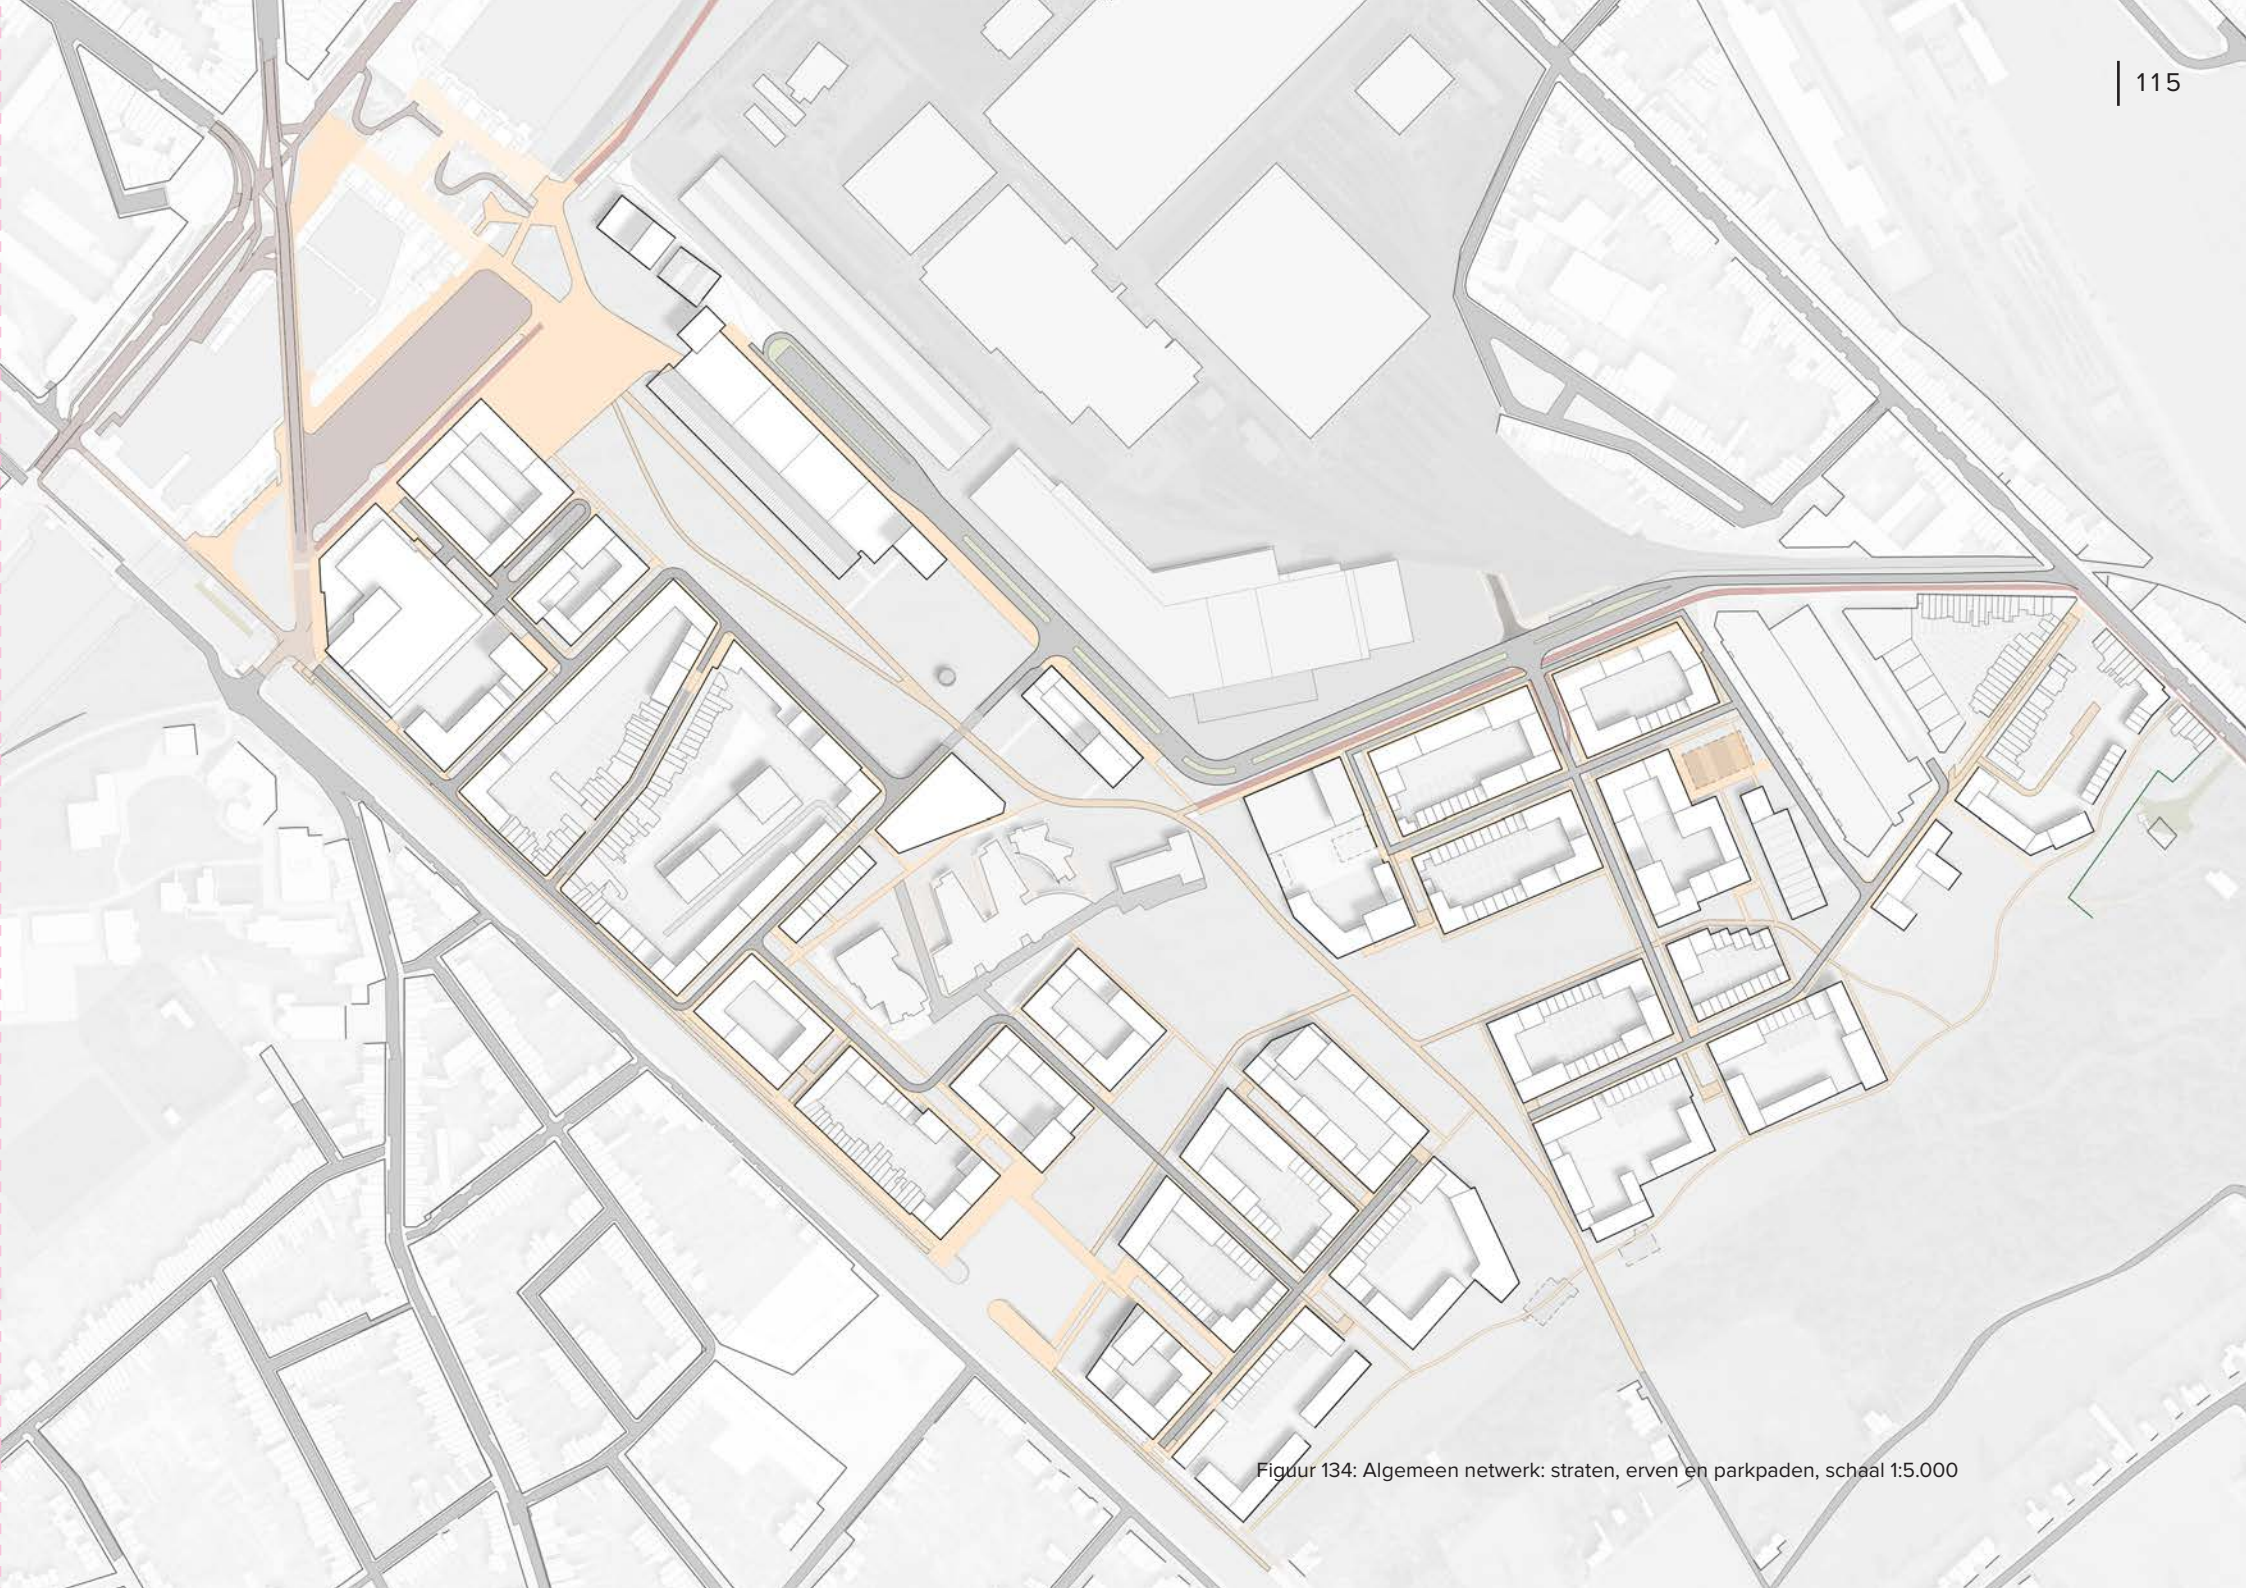 115
Figuur 134: Algemeen netwerk: straten, erven en parkpaden, schaal 1:5.000